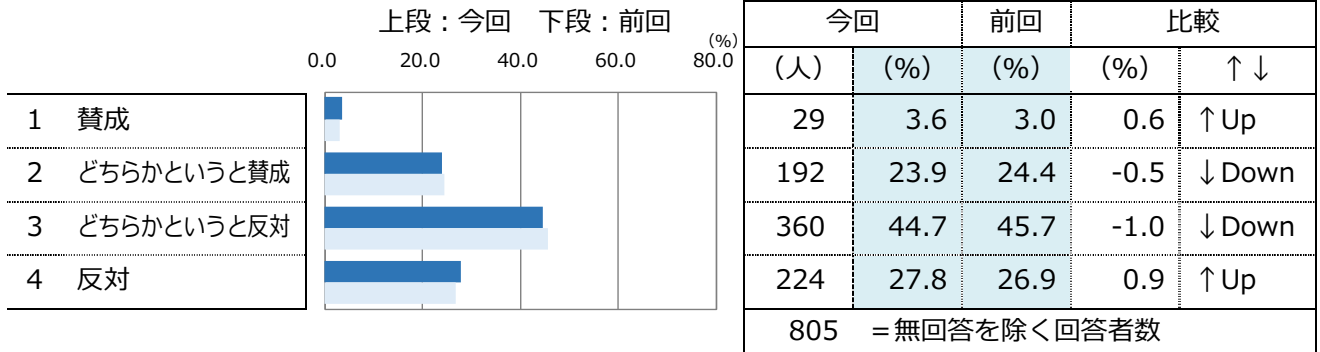 上段：今回　下段：前回
(%)
0.0 20.0 40.0 60.0 80.0
今回 前回 比較
（人） （%） （%） （%） ↑↓
1 賛成 29 3.6 3.0 0.6 ↑Up
2 どちらかというと賛成 192 23.9 24.4 -0.5 ↓Down
3 どちらかというと反対 360 44.7 45.7 -1.0 ↓Down
4 反対 224 27.8 26.9 0.9 ↑Up
805 ＝無回答を除く回答者数